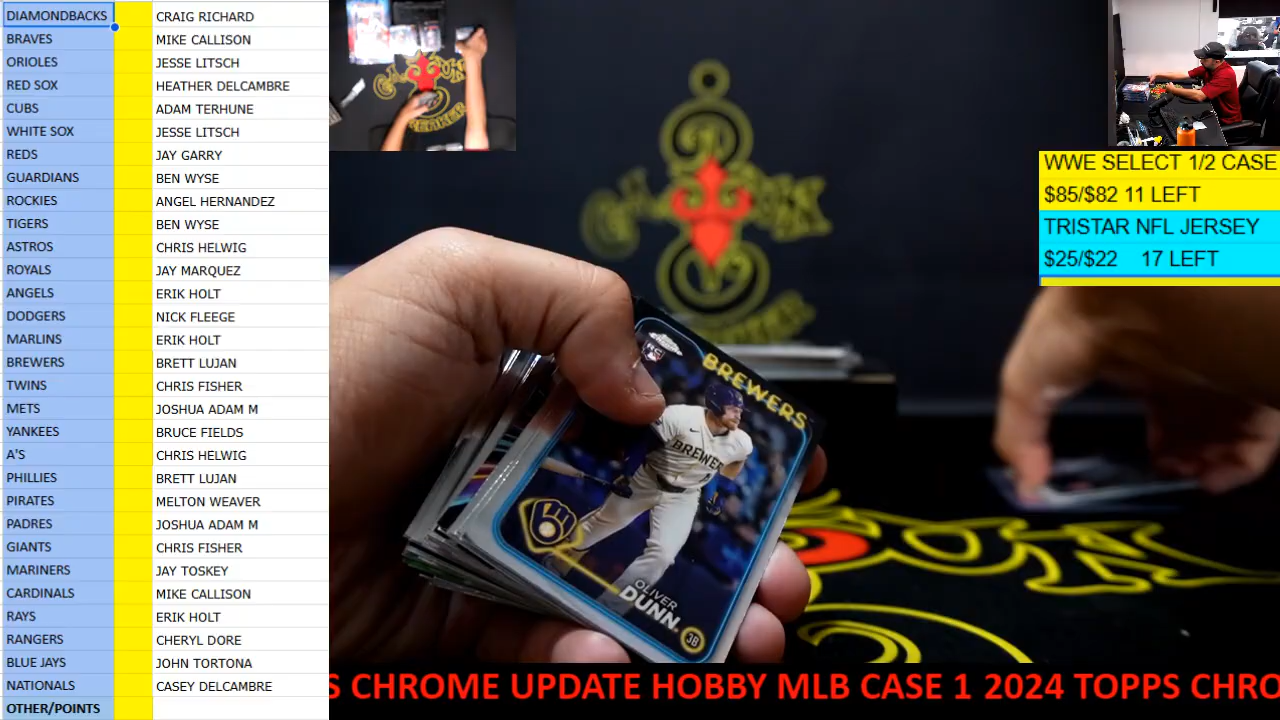 DIAMONDBACKS CRAIG RICHARD
BRAVES MIKE CALLISON
ORIOLES JESSE LITSCH
RED SOX HEATHER DELCAMBRE
CUBS ADAM TERHUNE
WHITE SOX JESSE LITSCH
REDS JAY GARRY
GUARDIANS BEN WYSE
ROCKIES ANGEL HERNANDEZ
TIGERS BEN WYSE
ASTROS CHRIS HELWIG
ROYALS JAY MARQUEZ
ANGELS ERIK HOLT
DODGERS NICK FLEEGE
MARLINS ERIK HOLT
BREWERS BRETT LUJAN
TWINS CHRIS FISHER
METS JOSHUA ADAM M
YANKEES BRUCE FIELDS
A'S CHRIS HELWIG
PHILLIES BRETT LUJAN
PIRATES MELTON WEAVER
PADRES JOSHUA ADAM M
GIANTS CHRIS FISHER
MARINERS JAY TOSKEY
CARDINALS MIKE CALLISON
RAYS ERIK HOLT
RANGERS CHERYL DORE
BLUE JAYS JOHN TORTONA
NATIONALS CASEY DELCAMBRE
OTHER/POINTS
WWE SELECT 1/2 CASE
$85/$82 11 LEFT
TRISTAR NFL JERSEY
$25/$22 17 LEFT
RC
BREWERS
BREWE
OLIVER
DUNN
3B
S CHROME UPDATE HOBBY MLB CASE 1 2024 TOPPS CHRO